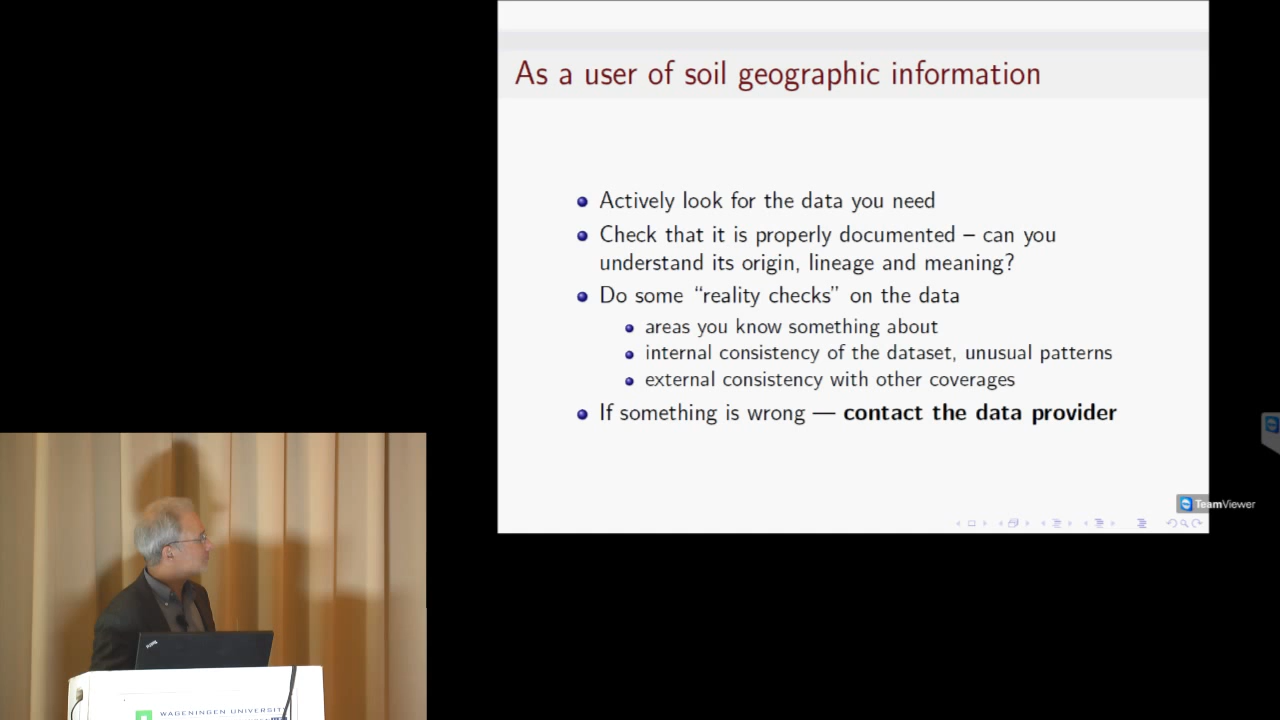 As a user of soil geographic information
Actively look for the data you need
Check that it is properly documented – can you
understand its origin, lineage and meaning?
Do some “reality checks” on the data
areas you know something about
internal consistency of the dataset, unusual patterns
external consistency with other coverages
If something is wrong — contact the data provider
TeamViewer
WAGENINGEN UNIVERSITY